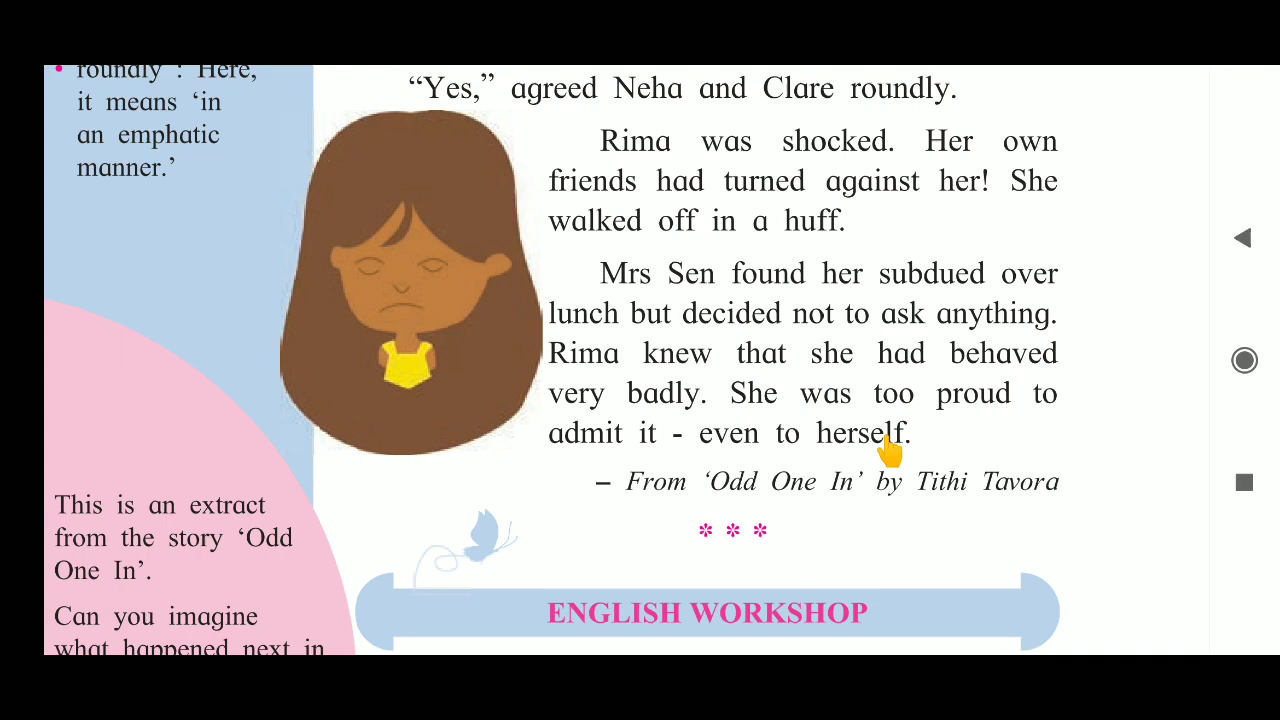 • roundly : Here,
it means ‘in
an emphatic
manner.’
“Yes,” agreed Neha and Clare roundly.
Rima was shocked. Her own
friends had turned against her! She
walked off in a huff.
Mrs Sen found her subdued over
lunch but decided not to ask anything.
Rima knew that she had behaved
very badly. She was too proud to
admit it - even to herself.
– From ‘Odd One In’ by Tithi Tavora
* * *
This is an extract
from the story ‘Odd
One In’.
Can you imagine
what happened next in
ENGLISH WORKSHOP